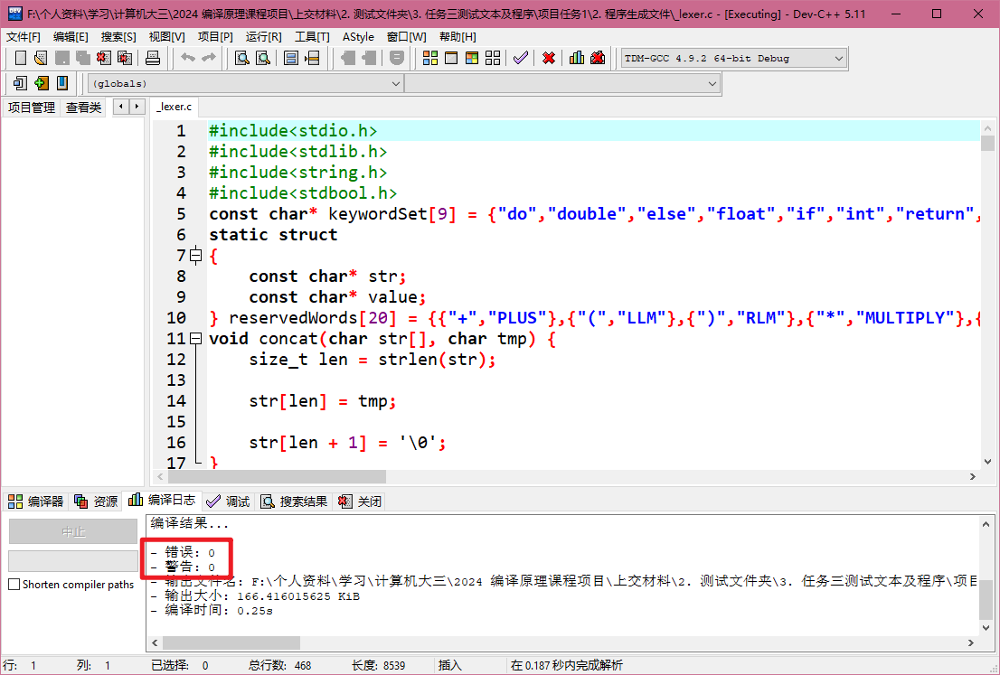 F:\个人资料\学习\计算机大三\2024 编译原理课程项目\上交材料\2. 测试文件夹\3. 任务三测试文本及程序\项目任务1\2. 程序生成文件\_lexer.c - [Executing] - Dev-C++ 5.11
文件[F] 编辑[E] 搜索[S] 视图[V] 项目[P] 运行[R] 工具[T] AStyle 窗口[W] 帮助[H]
TDM-GCC 4.9.2 64-bit Debug
(globals)
项目管理 查看类 _lexer.c
1 #include<stdio.h>
2 #include<stdlib.h>
3 #include<string.h>
4 #include<stdbool.h>
5 const char* keywordSet[9] = {"do","double","else","float","if","int","return",
6 static struct
7 {
8 const char* str;
9 const char* value;
10 } reservedWords[20] = {{"+","PLUS"},{"(","LLM"},{")","RLM"},{"*","MULTIPLY"},{
11 void concat(char str[], char tmp) {
12 size_t len = strlen(str);
13
14 str[len] = tmp;
15
16 str[len + 1] = '\0';
17 }
编译器 资源 编译日志 调试 搜索结果 关闭
中止
Shorten compiler paths
编译结果...
- 错误: 0
- 警告: 0
- 输出文件名: F:\个人资料\学习\计算机大三\2024 编译原理课程项目\上交材料\2. 测试文件夹\3. 任务三测试文本及程序\项目
- 输出大小: 166.416015625 KiB
- 编译时间: 0.25s
行: 1 列: 1 已选择: 0 总行数: 468 长度: 8539 插入 在 0.187 秒内完成解析